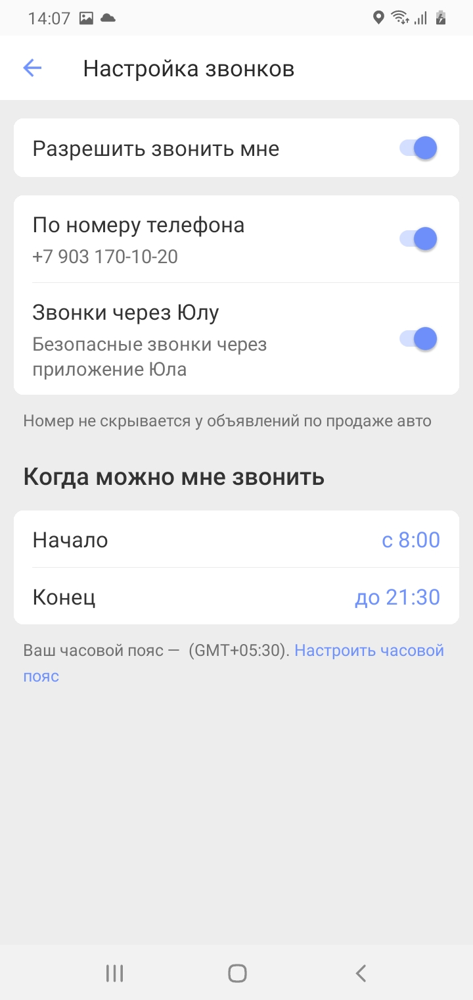 14:07
Настройка звонков
Разрешить звонить мне
По номеру телефона
+7 903 170-10-20
Звонки через Юлу
Безопасные звонки через
приложение Юла
Номер не скрывается у объявлений по продаже авто
Когда можно мне звонить
Начало с 8:00
Конец до 21:30
Ваш часовой пояс — (GMT+05:30). Настроить часовой
пояс